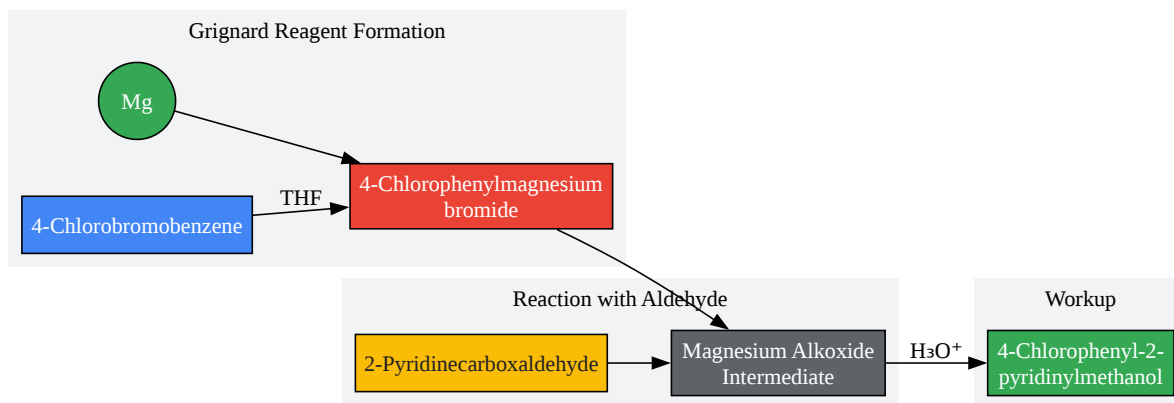 Grignard Reagent Formation
Mg
4-Chlorobromobenzene
THF
4-Chlorophenylmagnesium
bromide
Reaction with Aldehyde
2-Pyridinecarboxaldehyde
Magnesium Alkoxide
Intermediate
H₃O⁺
Workup
4-Chlorophenyl-2-
pyridinylmethanol